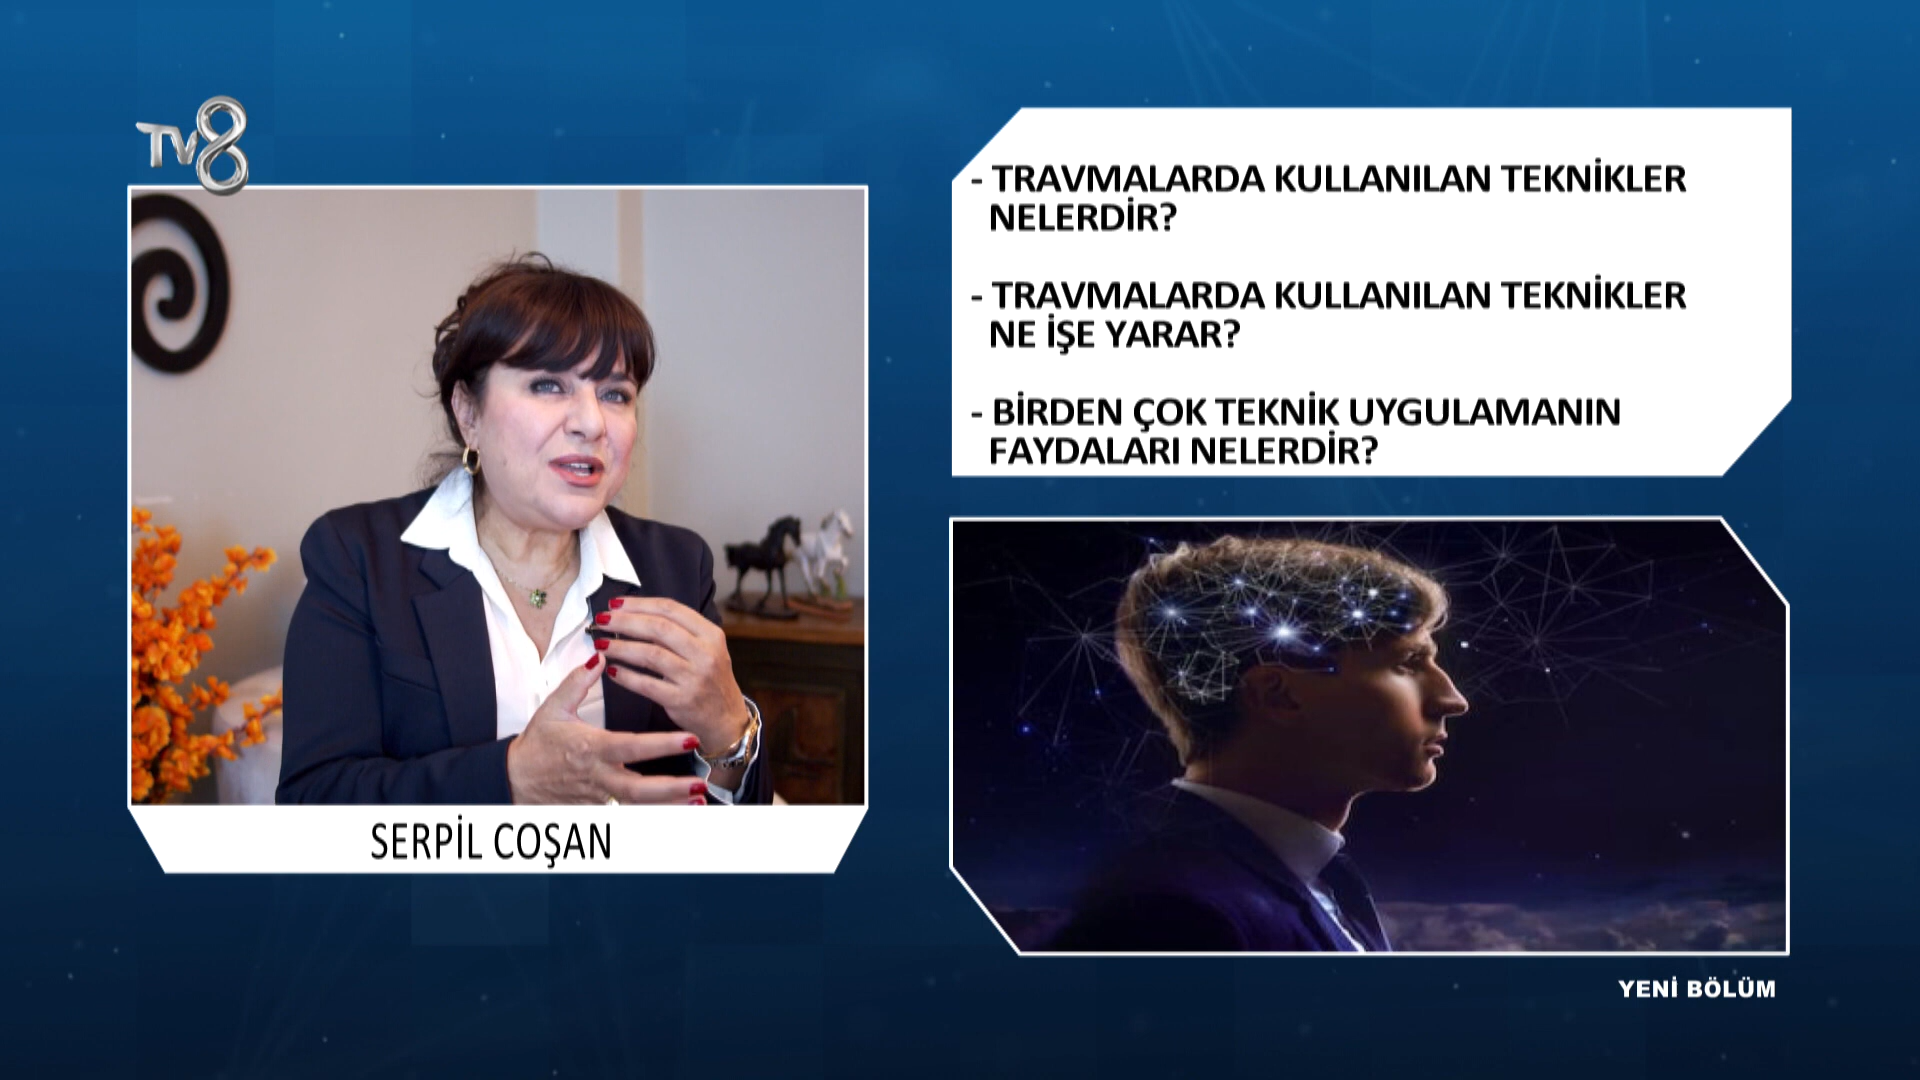 TV8
- TRAVMALARDA KULLANILAN TEKNİKLER
NELERDİR?
- TRAVMALARDA KULLANILAN TEKNİKLER
NE İŞE YARAR?
- BİRDEN ÇOK TEKNİK UYGULAMANIN
FAYDALARI NELERDİR?
SERPİL COŞAN
YENİ BÖLÜM